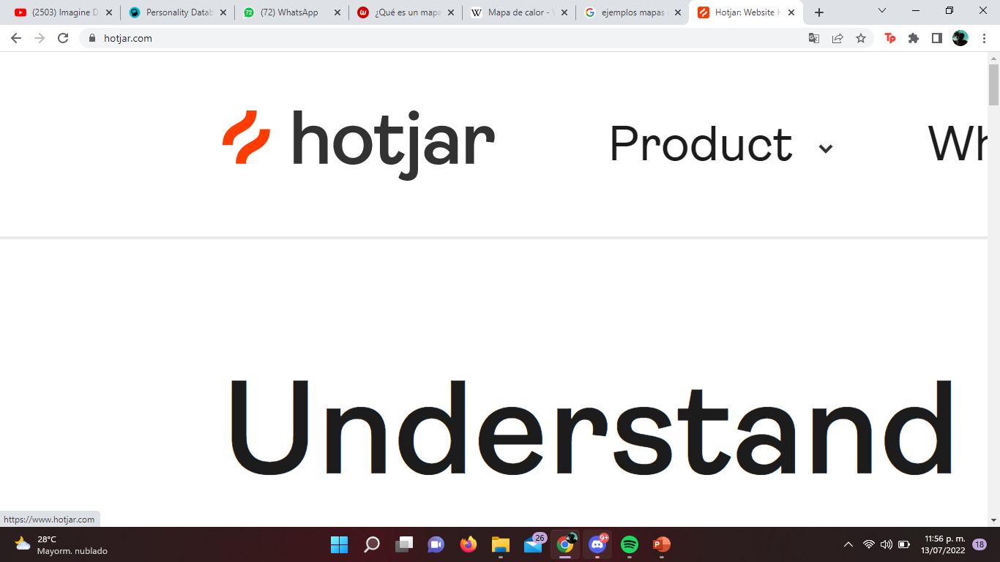 (2503) Imagine D
Personality Datab
(72) WhatsApp
¿Qué es un mapa
Mapa de calor - W
ejemplos mapas
Hotjar: Website H
hotjar.com
hotjar
Product
Wh
Understand
https://www.hotjar.com
28°C
Mayorm. nublado
26
9+
11:56 p. m.
13/07/2022
18